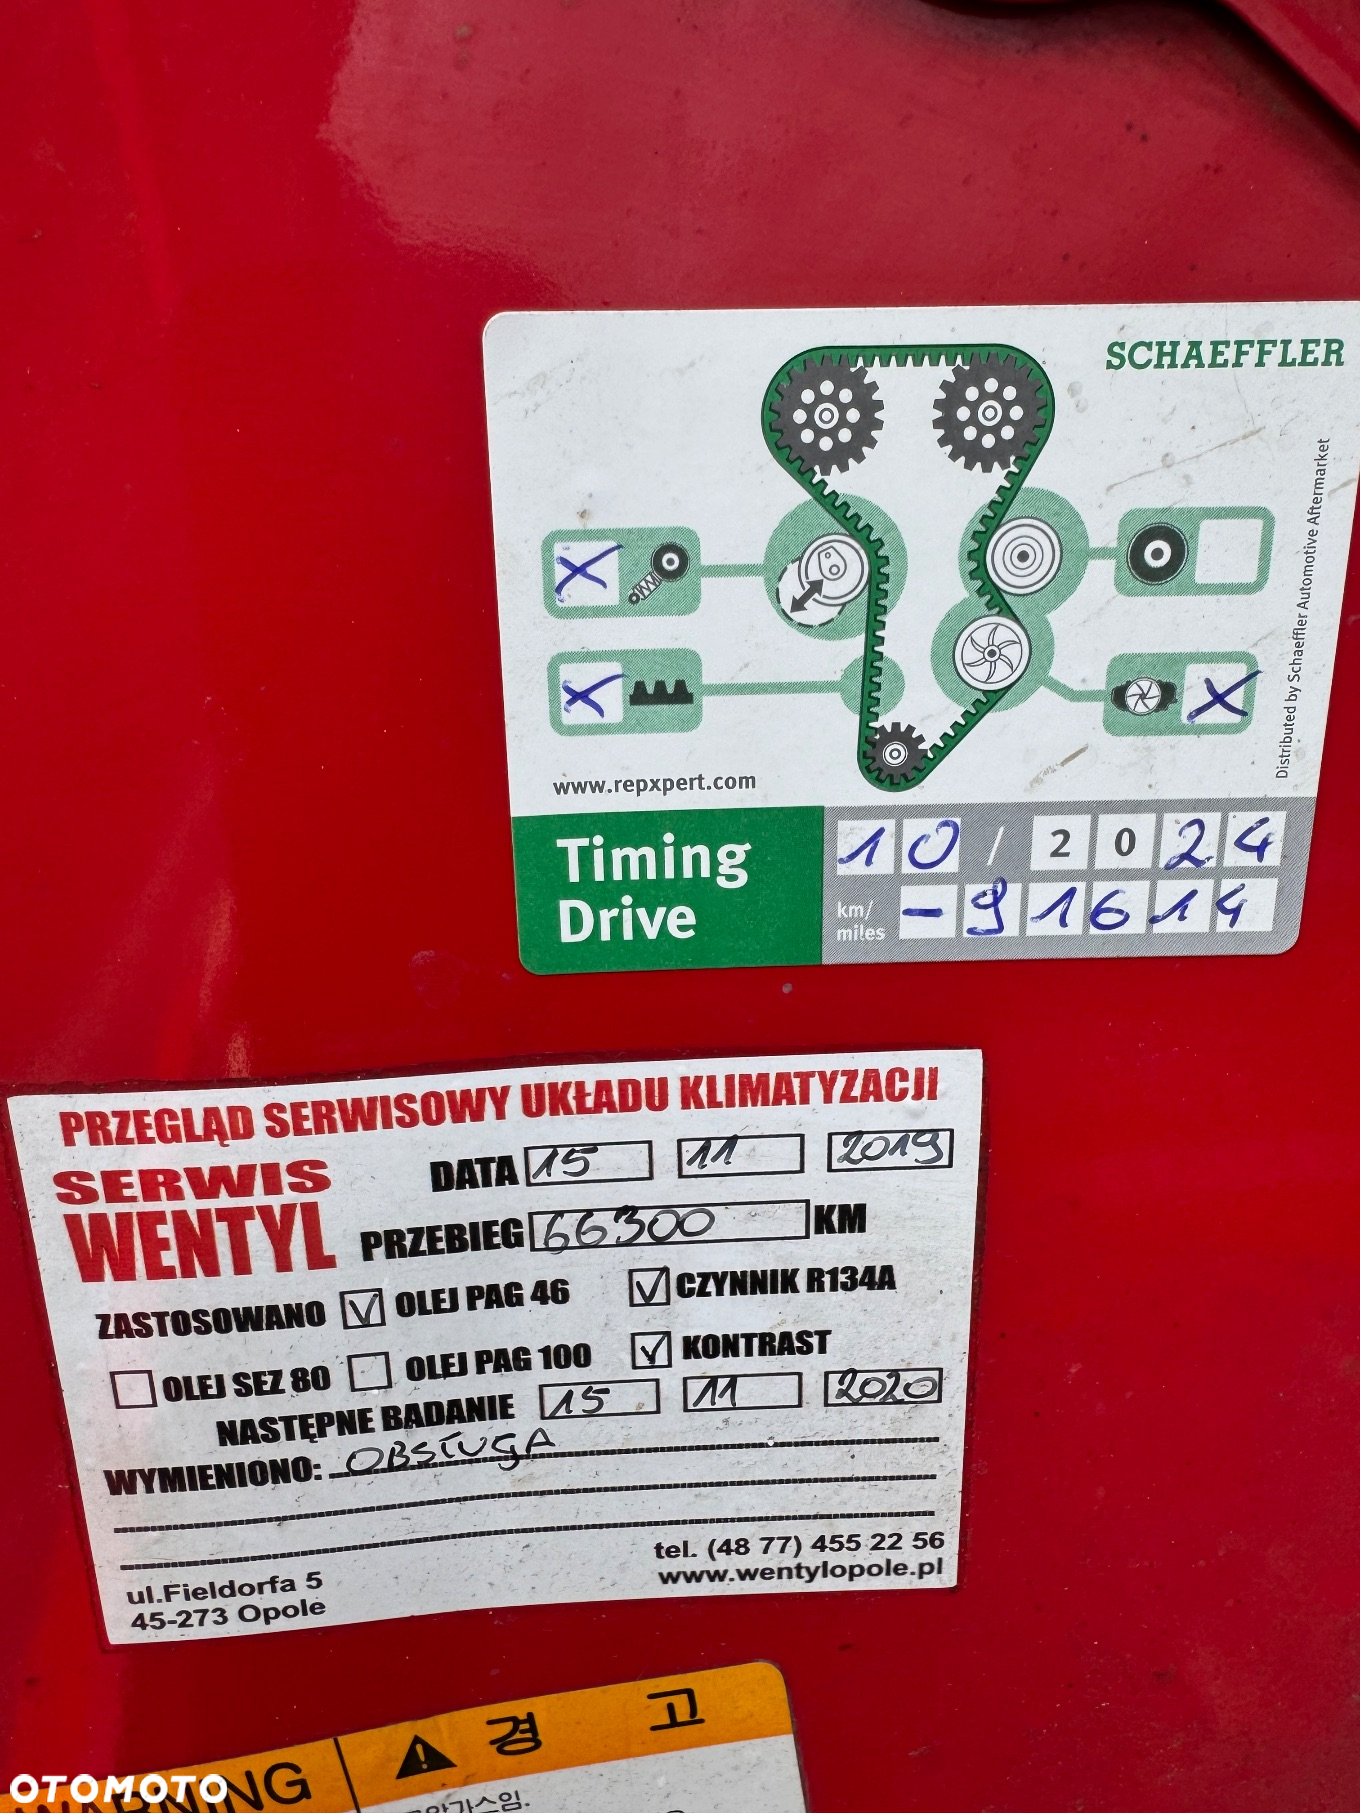 SCHAEFFLER
Distributed by Schaeffler Automotive Aftermarket
X
X
X
www.repxpert.com
Timing
Drive
10 / 2024
km/
miles
- 91614
PRZEGLĄD SERWISOWY UKŁADU KLIMATYZACJI
SERWIS
WENTYL
DATA 15 11 2019
PRZEBIEG 66300 KM
ZASTOSOWANO OLEJ PAG 46 CZYNNIK R134A
OLEJ SEZ 80 OLEJ PAG 100 KONTRAST
NASTĘPNE BADANIE 15 11 2020
WYMIENIONO: OBSŁUGA
ul.Fieldorfa 5
45-273 Opole
tel. (48 77) 455 22 56
www.wentylopole.pl
WARNING
경 고
OTOMOTO